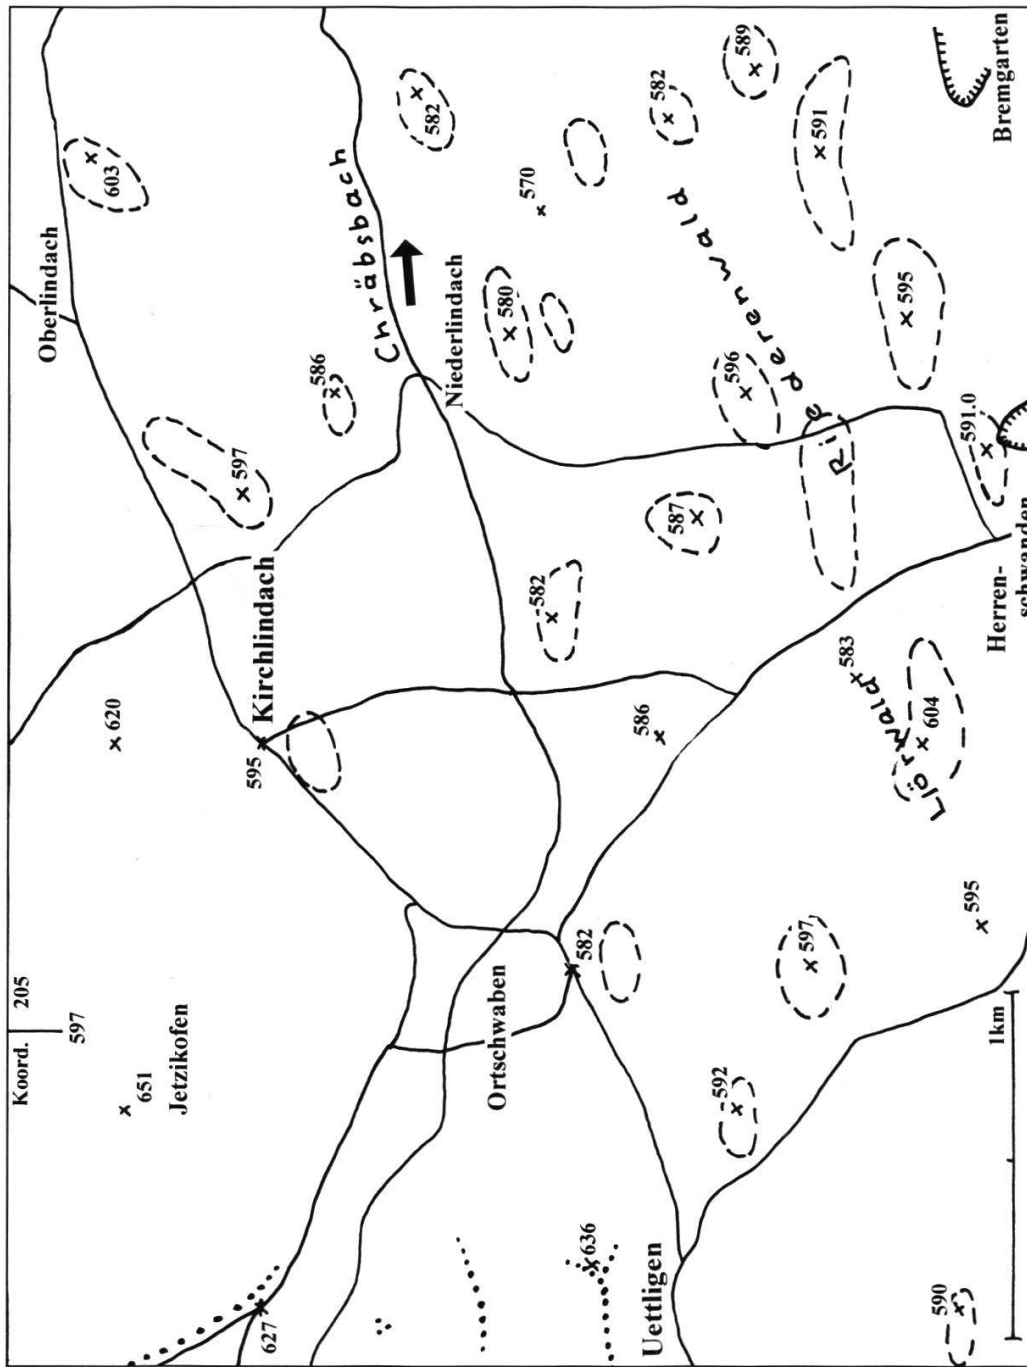 Koord. 205
597
651
Jetzikofen
627
620
595
Kirchlindach
Oberlindach
603
597
586
Chräbsbach
582
Niederlindach
580
570
582
589
591
Riederenwald
596
595
587
582
586
Ortschwaben
582
636
Uettligen
592
597
595
590
Lörwald
583
604
591.0
Herren-
schwanden
Bremgarten
1km